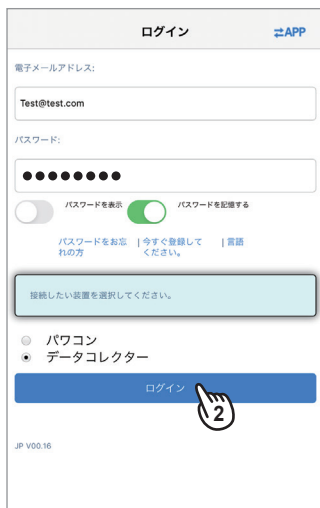 ログイン ⇄APP
電子メールアドレス:
Test@test.com
パスワード:
●●●●●●●●
パスワードを表示 パスワードを記憶する
パスワードをお忘れの方 | 今すぐ登録してください。 | 言語
接続したい装置を選択してください。
パワコン
データコレクター
ログイン
2
JP V00.16